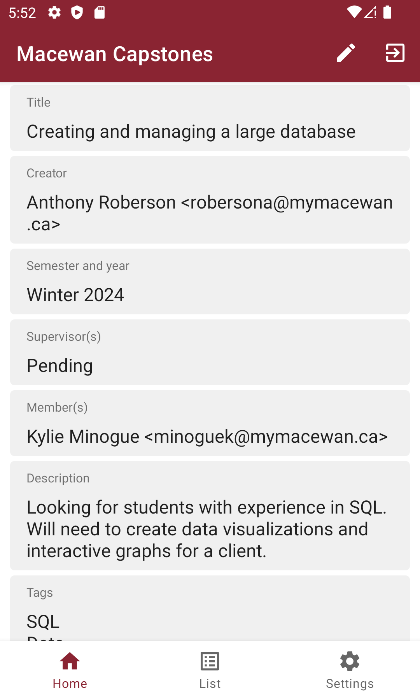 5:52
Macewan Capstones
Title
Creating and managing a large database
Creator
Anthony Roberson <robersona@mymacewan
.ca>
Semester and year
Winter 2024
Supervisor(s)
Pending
Member(s)
Kylie Minogue <minoguek@mymacewan.ca>
Description
Looking for students with experience in SQL.
Will need to create data visualizations and
interactive graphs for a client.
Tags
SQL
Home
List
Settings